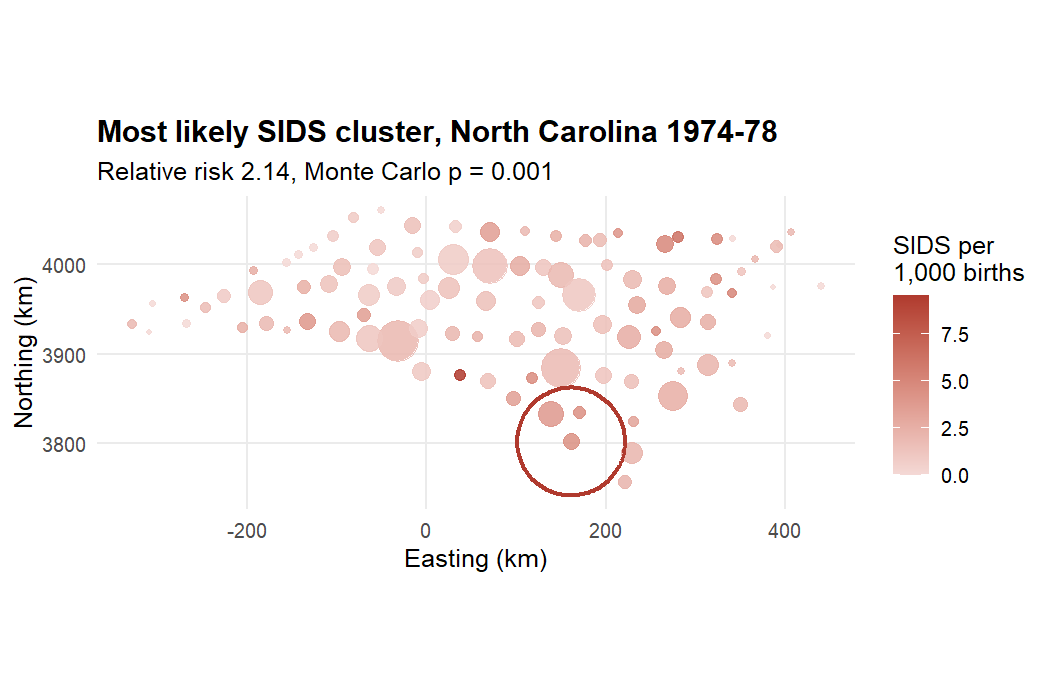 Most likely SIDS cluster, North Carolina 1974-78
Relative risk 2.14, Monte Carlo p = 0.001
Northing (km)
4000
3900
3800
-200
0
200
400
Easting (km)
SIDS per
1,000 births
7.5
5.0
2.5
0.0